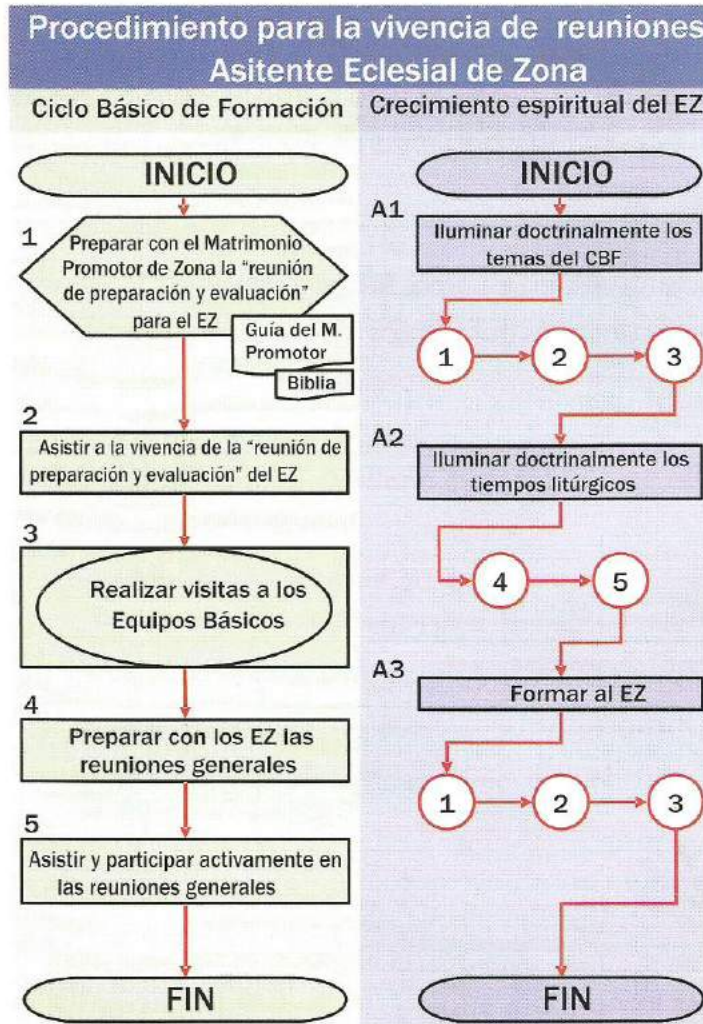 Procedimiento para la vivencia de reuniones
Asitente Eclesial de Zona
Ciclo Básico de Formación
INICIO
1
Preparar con el Matrimonio
Promotor de Zona la "reunión
de preparación y evaluación"
para el EZ
Guía del M.
Promotor
Biblia
2
Asistir a la vivencia de la "reunión de
preparación y evaluación" del EZ
3
Realizar visitas a los
Equipos Básicos
4
Preparar con los EZ las
reuniones generales
5
Asistir y participar activamente en
las reuniones generales
FIN
Crecimiento espiritual del EZ
INICIO
A1
Iluminar doctrinalmente los
temas del CBF
1
2
3
A2
Iluminar doctrinalmente los
tiempos litúrgicos
4
5
A3
Formar al EZ
1
2
3
FIN